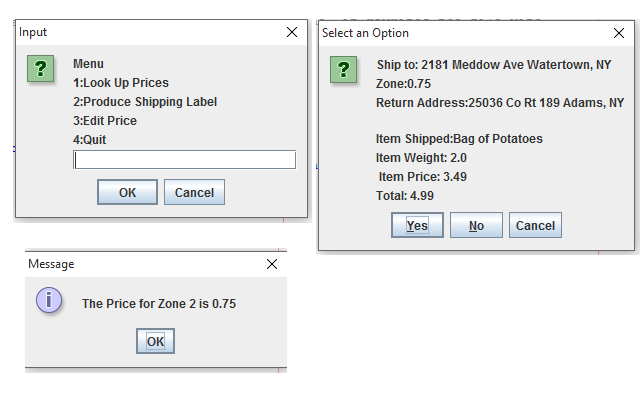 Input
Menu
1:Look Up Prices
2:Produce Shipping Label
3:Edit Price
4:Quit
OK Cancel
Select an Option
Ship to: 2181 Meddow Ave Watertown, NY
Zone:0.75
Return Address:25036 Co Rt 189 Adams, NY
Item Shipped:Bag of Potatoes
Item Weight: 2.0
Item Price: 3.49
Total: 4.99
Yes No Cancel
Message
The Price for Zone 2 is 0.75
OK